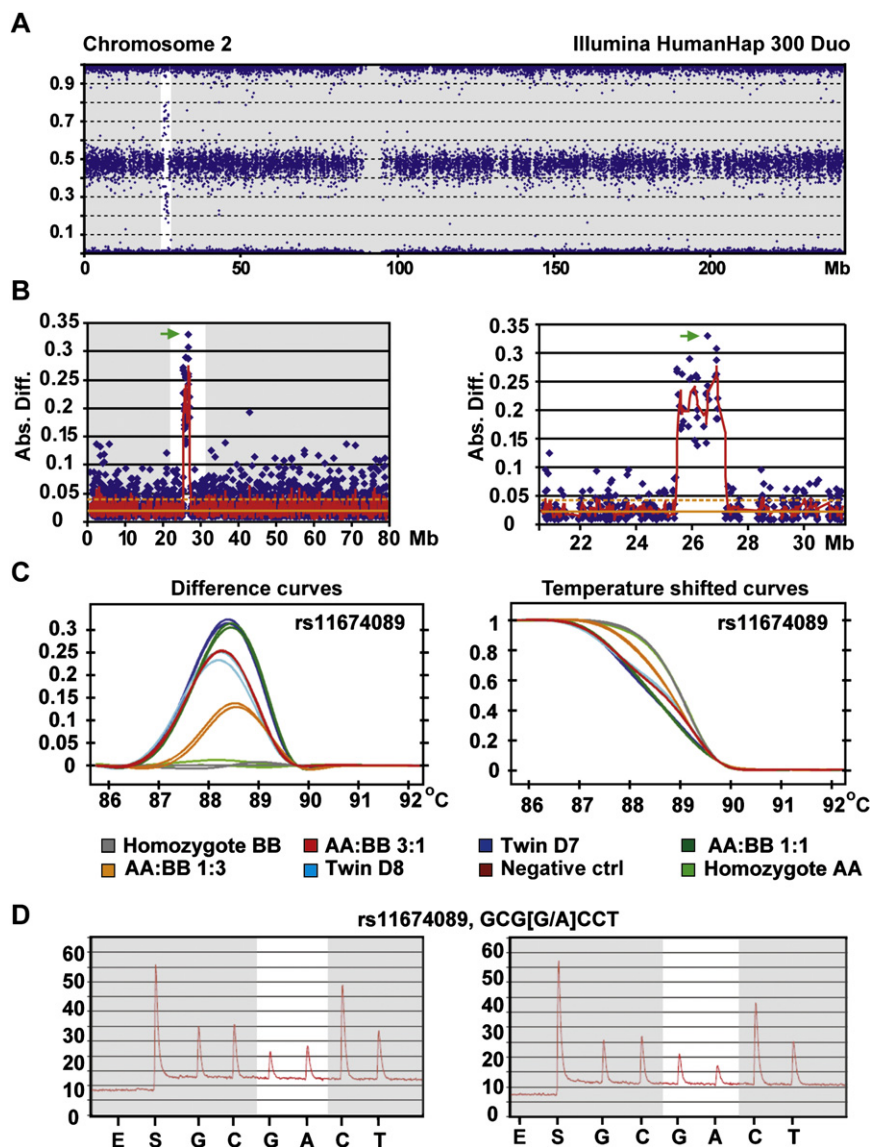 A
Chromosome 2
Illumina HumanHap 300 Duo
0.9
0.7
0.5
0.3
0.1
0 50 100 150 200 Mb
B
0.35
0.3
0.25
0.2
0.15
0.1
0.05
0
Abs. Diff.
0 10 20 30 40 50 60 70 80 Mb
0.35
0.3
0.25
0.2
0.15
0.1
0.05
0
Abs. Diff.
22 24 26 28 30 Mb
C
Difference curves
rs11674089
0.3
0.25
0.2
0.15
0.1
0.05
0
86 87 88 89 90 91 92 °C
Temperature shifted curves
rs11674089
1
0.8
0.6
0.4
0.2
0
86 87 88 89 90 91 92 °C
Homozygote BB
AA:BB 3:1
Twin D7
AA:BB 1:1
AA:BB 1:3
Twin D8
Negative ctrl
Homozygote AA
D
rs11674089, GCG[G/A]CCT
60
50
40
30
20
10
0
E S G C G A C T
60
50
40
30
20
10
0
E S G C G A C T